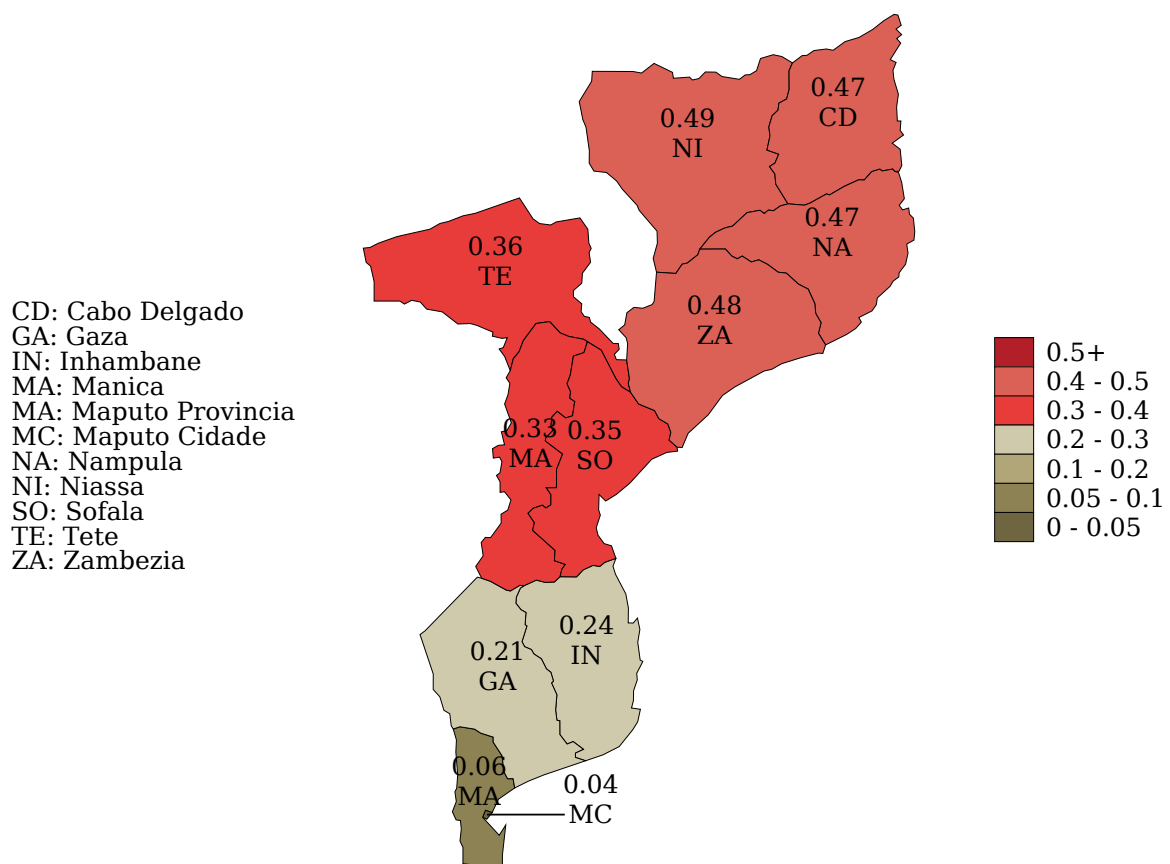 0.47
CD
0.49
NI
0.47
NA
0.36
TE
0.48
ZA
CD: Cabo Delgado
GA: Gaza
IN: Inhambane
MA: Manica
MA: Maputo Provincia
MC: Maputo Cidade
NA: Nampula
NI: Niassa
SO: Sofala
TE: Tete
ZA: Zambezia
0.5+
0.4 - 0.5
0.3 - 0.4
0.2 - 0.3
0.1 - 0.2
0.05 - 0.1
0 - 0.05
0.33
MA
0.35
SO
0.24
IN
0.21
GA
0.06
MA
0.04
MC